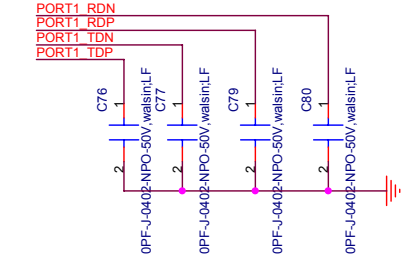 PORT1_RDN
PORT1_RDP
PORT1_TDN
PORT1_TDP
C76
1
2
0PF-J-0402-NPO-50V,walsin;LF
C77
1
2
0PF-J-0402-NPO-50V,walsin;LF
C79
1
2
0PF-J-0402-NPO-50V,walsin;LF
C80
1
2
0PF-J-0402-NPO-50V,walsin;LF